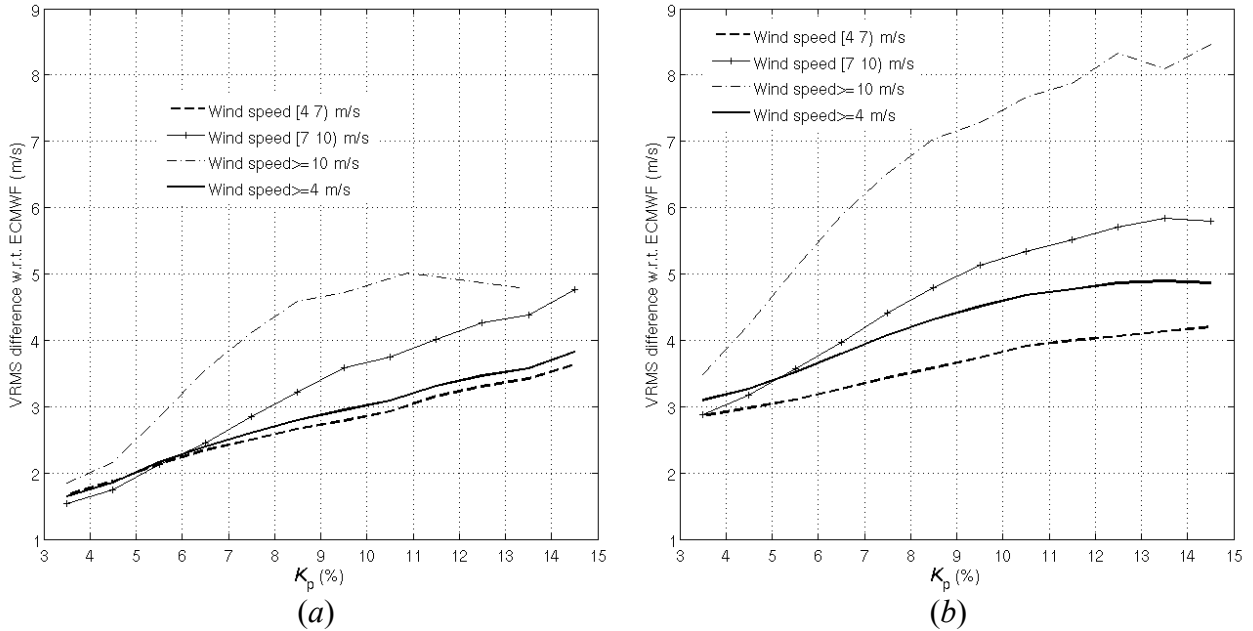 9
8
7
6
5
4
3
2
1
VRMS difference w.r.t. ECMWF (m/s)
Wind speed [4 7) m/s
Wind speed [7 10) m/s
Wind speed>=10 m/s
Wind speed>=4 m/s
3 4 5 6 7 8 9 10 11 12 13 14 15
Kp (%)
(a)
9
8
7
6
5
4
3
2
1
VRMS difference w.r.t. ECMWF (m/s)
Wind speed [4 7) m/s
Wind speed [7 10) m/s
Wind speed>=10 m/s
Wind speed>=4 m/s
3 4 5 6 7 8 9 10 11 12 13 14 15
Kp (%)
(b)